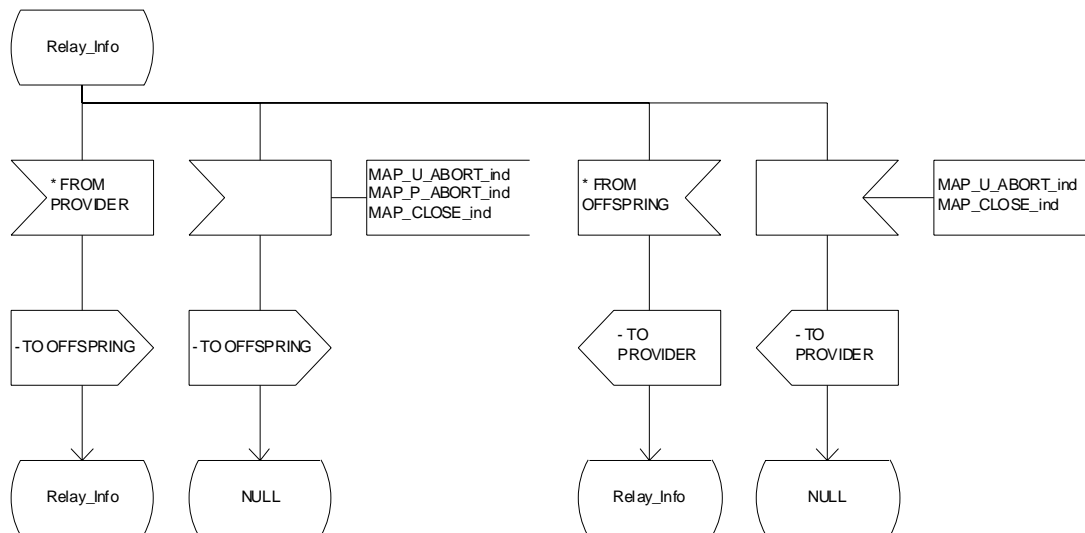 Relay_Info
* FROM
PROVIDER
MAP_U_ABORT_ind
MAP_P_ABORT_ind
MAP_CLOSE_ind
* FROM
OFFSPRING
MAP_U_ABORT_ind
MAP_CLOSE_ind
- TO OFFSPRING
- TO OFFSPRING
- TO
PROVIDER
- TO
PROVIDER
Relay_Info
NULL
Relay_Info
NULL